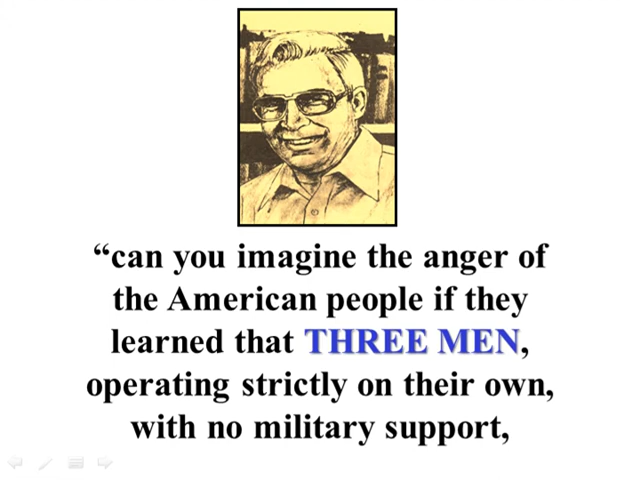 “can you imagine the anger of
the American people if they
learned that THREE MEN,
operating strictly on their own,
with no military support,